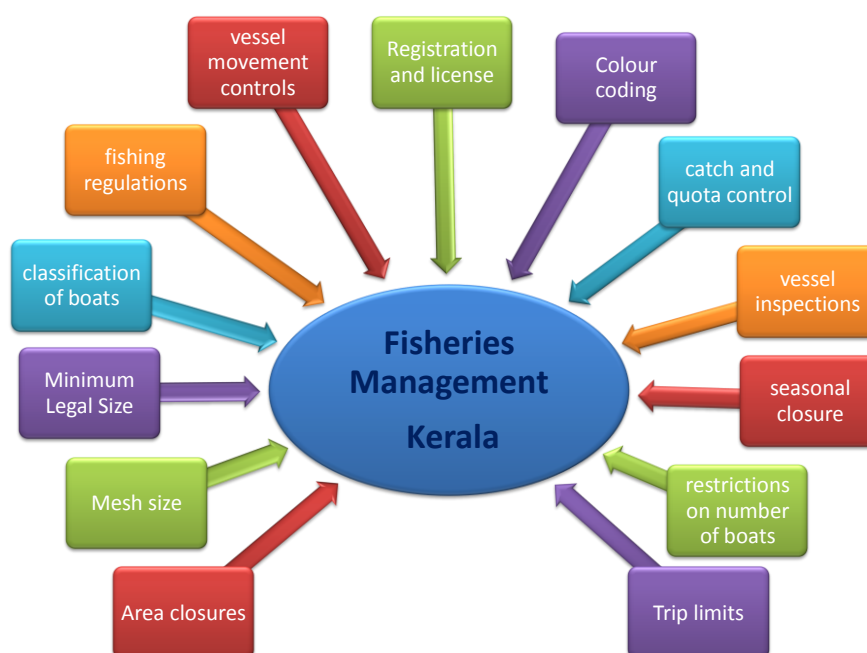 vessel
movement
controls
Registration
and license
Colour
coding
fishing
regulations
catch and
quota control
classification
of boats
vessel
inspections
Fisheries
Management
Kerala
Minimum
Legal Size
seasonal
closure
Mesh size
restrictions
on number
of boats
Area closures
Trip limits